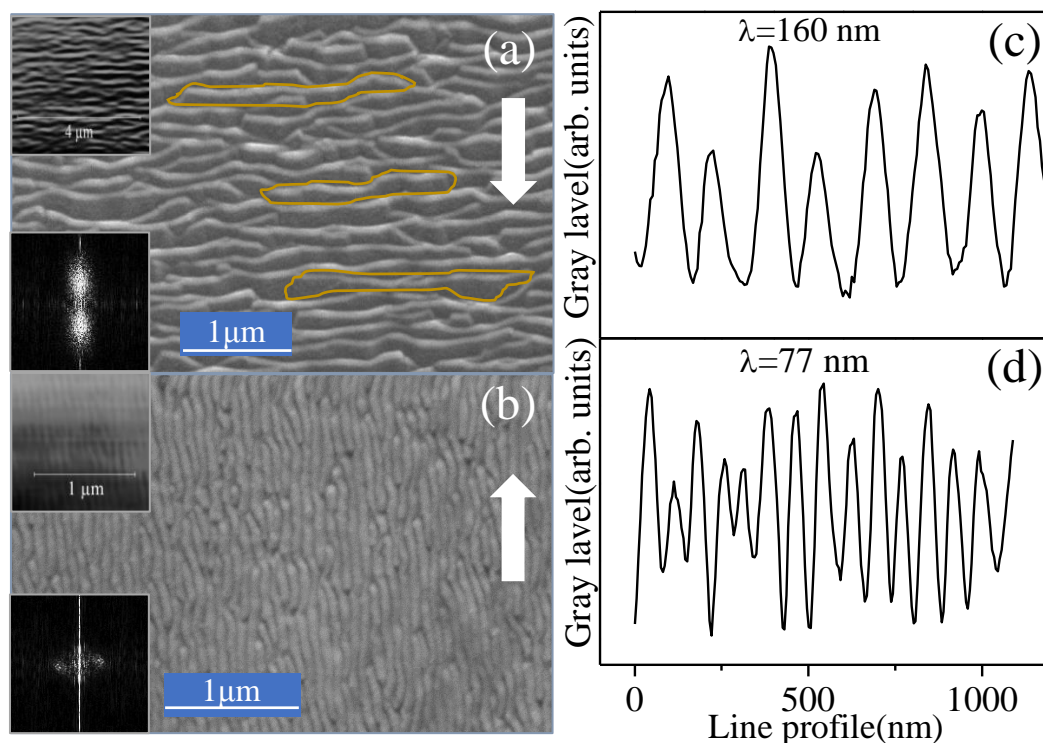 (a)
4 µm
1µm
(b)
1 µm
1µm
λ=160 nm
(c)
Gray lavel(arb. units)
λ=77 nm
(d)
Gray lavel(arb. units)
0
500
1000
Line profile(nm)